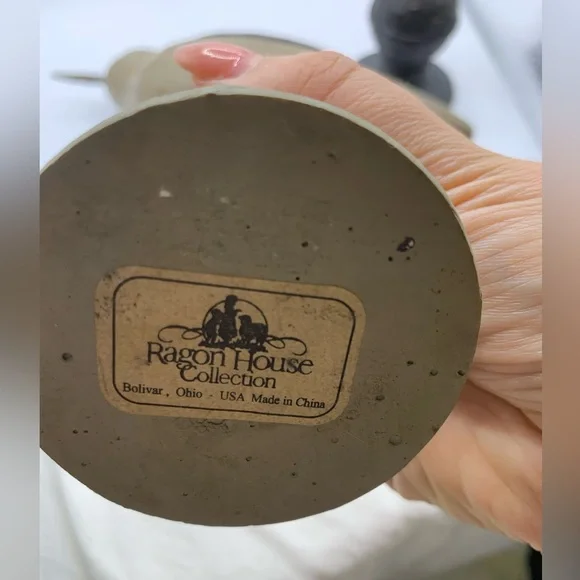 Ragon House
Collection
Bolivar, Ohio - USA Made in China